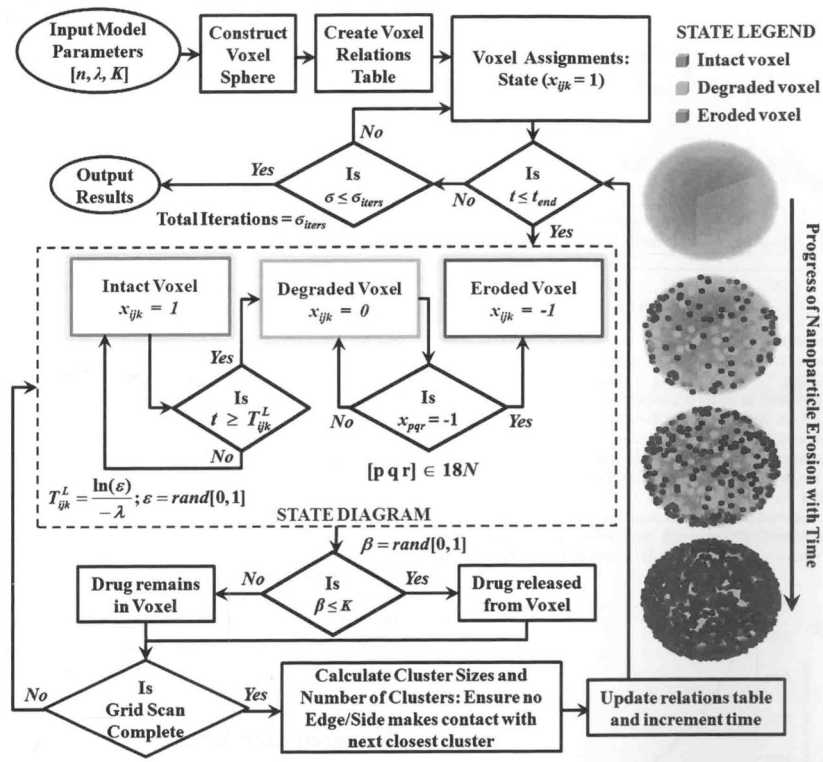 Input Model
Parameters
[n, λ, K]
Construct
Voxel
Sphere
Create Voxel
Relations
Table
Voxel Assignments:
State (x_ijk = 1)
STATE LEGEND
Intact voxel
Degraded voxel
Eroded voxel
No
Output
Results
Yes
Is
σ ≤ σ_iters
No
Is
t ≤ t_end
Total Iterations = σ_iters
Yes
Intact Voxel
x_ijk = 1
Degraded Voxel
x_ijk = 0
Eroded Voxel
x_ijk = -1
Yes
Is
t ≥ T^L_ijk
No
No
Is
x_pqr = -1
Yes
[p q r] ∈ 18N
T^L_ijk = ln(ε) / -λ ; ε = rand[0,1]
STATE DIAGRAM
β = rand[0,1]
Drug remains
in Voxel
No
Is
β ≤ K
Yes
Drug released
from Voxel
No
Is
Grid Scan
Complete
Yes
Calculate Cluster Sizes and
Number of Clusters: Ensure no
Edge/Side makes contact with
next closest cluster
Update relations table
and increment time
Progress of Nanoparticle Erosion with Time